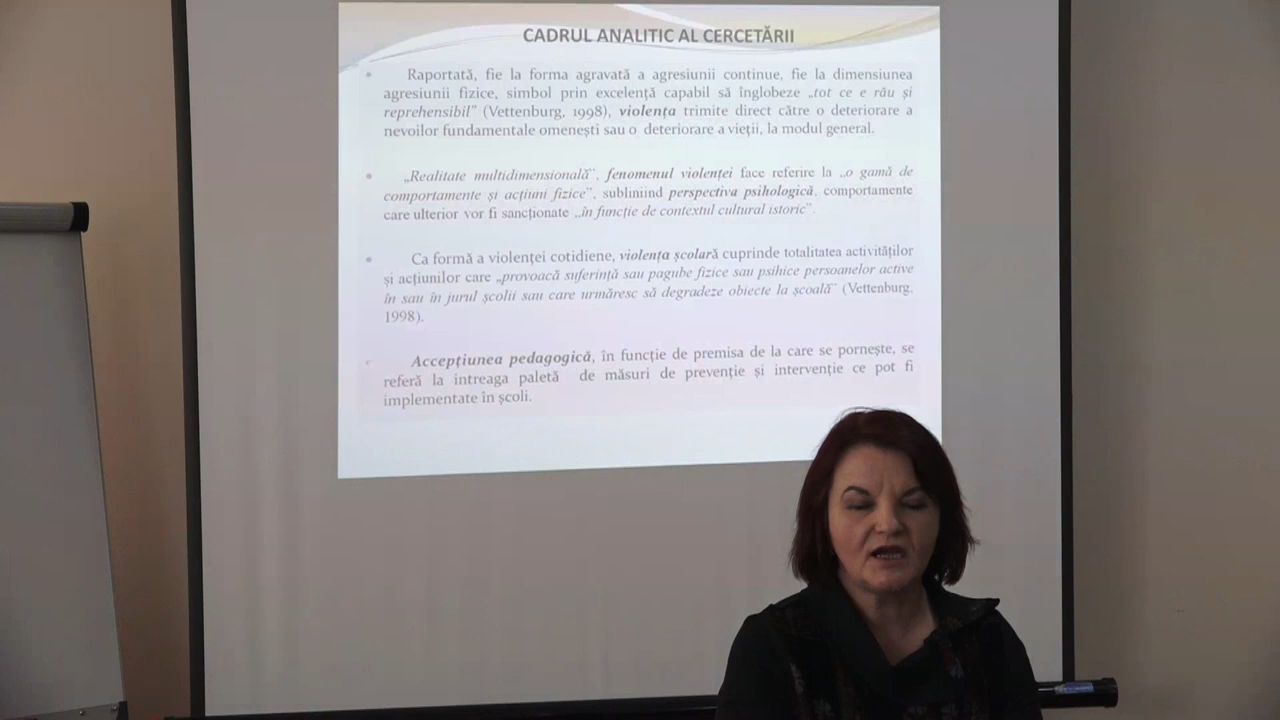 CADRUL ANALITIC AL CERCETĂRII
• Raportată, fie la forma agravată a agresiunii continue, fie la dimensiunea
agresiunii fizice, simbol prin excelență capabil să înglobeze „tot ce e rău și
reprehensibil" (Vettenburg, 1998), violența trimite direct către o deteriorare a
nevoilor fundamentale omenești sau o deteriorare a vieții, la modul general.
• „Realitate multidimensională", fenomenul violenței face referire la „o gamă de
comportamente și acțiuni fizice", subliniind perspectiva psihologică, comportamente
care ulterior vor fi sancționate „în funcție de contextul cultural istoric".
• Ca formă a violenței cotidiene, violența școlară cuprinde totalitatea activităților
și acțiunilor care „provoacă suferință sau pagube fizice sau psihice persoanelor active
în sau în jurul școlii sau care urmăresc să degradeze obiecte la școală" (Vettenburg,
1998).
• Accepțiunea pedagogică, în funcție de premisa de la care se pornește, se
referă la întreaga paletă de măsuri de prevenție și intervenție ce pot fi
implementate în școli.